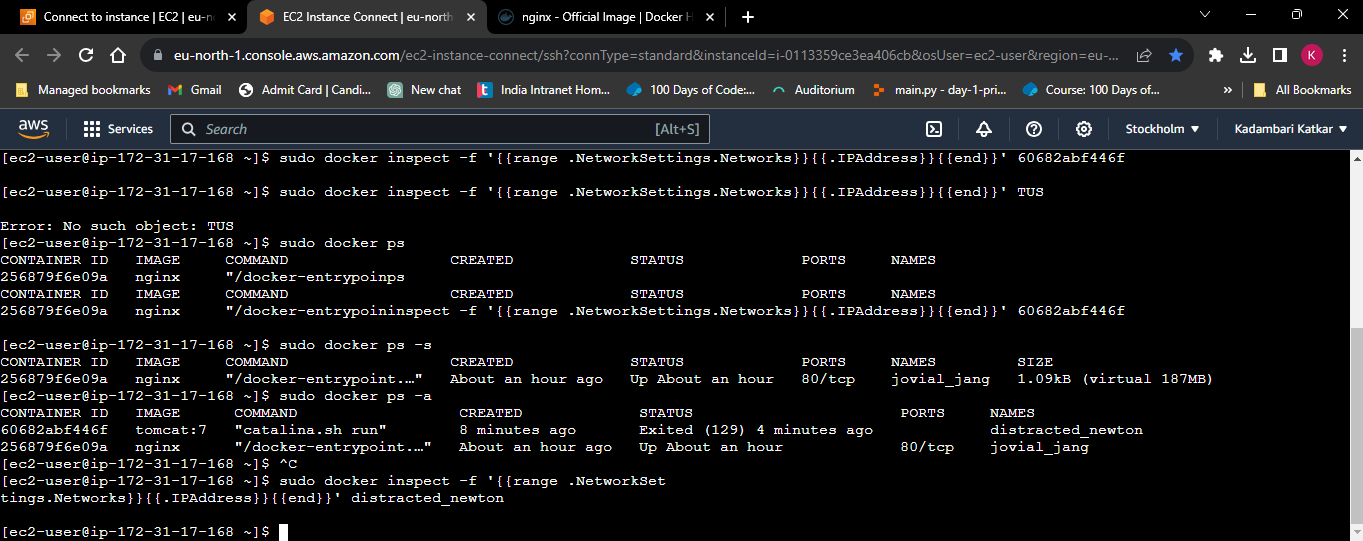 Connect to instance | EC2 | eu-n
EC2 Instance Connect | eu-north
nginx - Official Image | Docker H
eu-north-1.console.aws.amazon.com/ec2-instance-connect/ssh?connType=standard&instanceId=i-0113359ce3ea406cb&osUser=ec2-user&region=eu-...
K
Managed bookmarks
Gmail
Admit Card | Candi...
New chat
India Intranet Hom...
100 Days of Code:...
Auditorium
main.py - day-1-pri...
Course: 100 Days of...
»
All Bookmarks
aws
Services
Search
[Alt+S]
Stockholm
Kadambari Katkar
[ec2-user@ip-172-31-17-168 ~]$ sudo docker inspect -f '{{range .NetworkSettings.Networks}}{{.IPAddress}}{{end}}' 60682abf446f
[ec2-user@ip-172-31-17-168 ~]$ sudo docker inspect -f '{{range .NetworkSettings.Networks}}{{.IPAddress}}{{end}}' TUS
Error: No such object: TUS
[ec2-user@ip-172-31-17-168 ~]$ sudo docker ps
CONTAINER ID   IMAGE     COMMAND                  CREATED             STATUS             PORTS     NAMES
256879f6e09a   nginx     "/docker-entrypoinps
CONTAINER ID   IMAGE     COMMAND                  CREATED             STATUS             PORTS     NAMES
256879f6e09a   nginx     "/docker-entrypoininspect -f '{{range .NetworkSettings.Networks}}{{.IPAddress}}{{end}}' 60682abf446f
[ec2-user@ip-172-31-17-168 ~]$ sudo docker ps -s
CONTAINER ID   IMAGE     COMMAND                  CREATED             STATUS             PORTS     NAMES         SIZE
256879f6e09a   nginx     "/docker-entrypoint.…"   About an hour ago   Up About an hour   80/tcp    jovial_jang   1.09kB (virtual 187MB)
[ec2-user@ip-172-31-17-168 ~]$ sudo docker ps -a
CONTAINER ID   IMAGE      COMMAND                  CREATED             STATUS                       PORTS     NAMES
60682abf446f   tomcat:7   "catalina.sh run"        8 minutes ago       Exited (129) 4 minutes ago             distracted_newton
256879f6e09a   nginx      "/docker-entrypoint.…"   About an hour ago   Up About an hour             80/tcp    jovial_jang
[ec2-user@ip-172-31-17-168 ~]$ ^C
[ec2-user@ip-172-31-17-168 ~]$ sudo docker inspect -f '{{range .NetworkSet
tings.Networks}}{{.IPAddress}}{{end}}' distracted_newton
[ec2-user@ip-172-31-17-168 ~]$